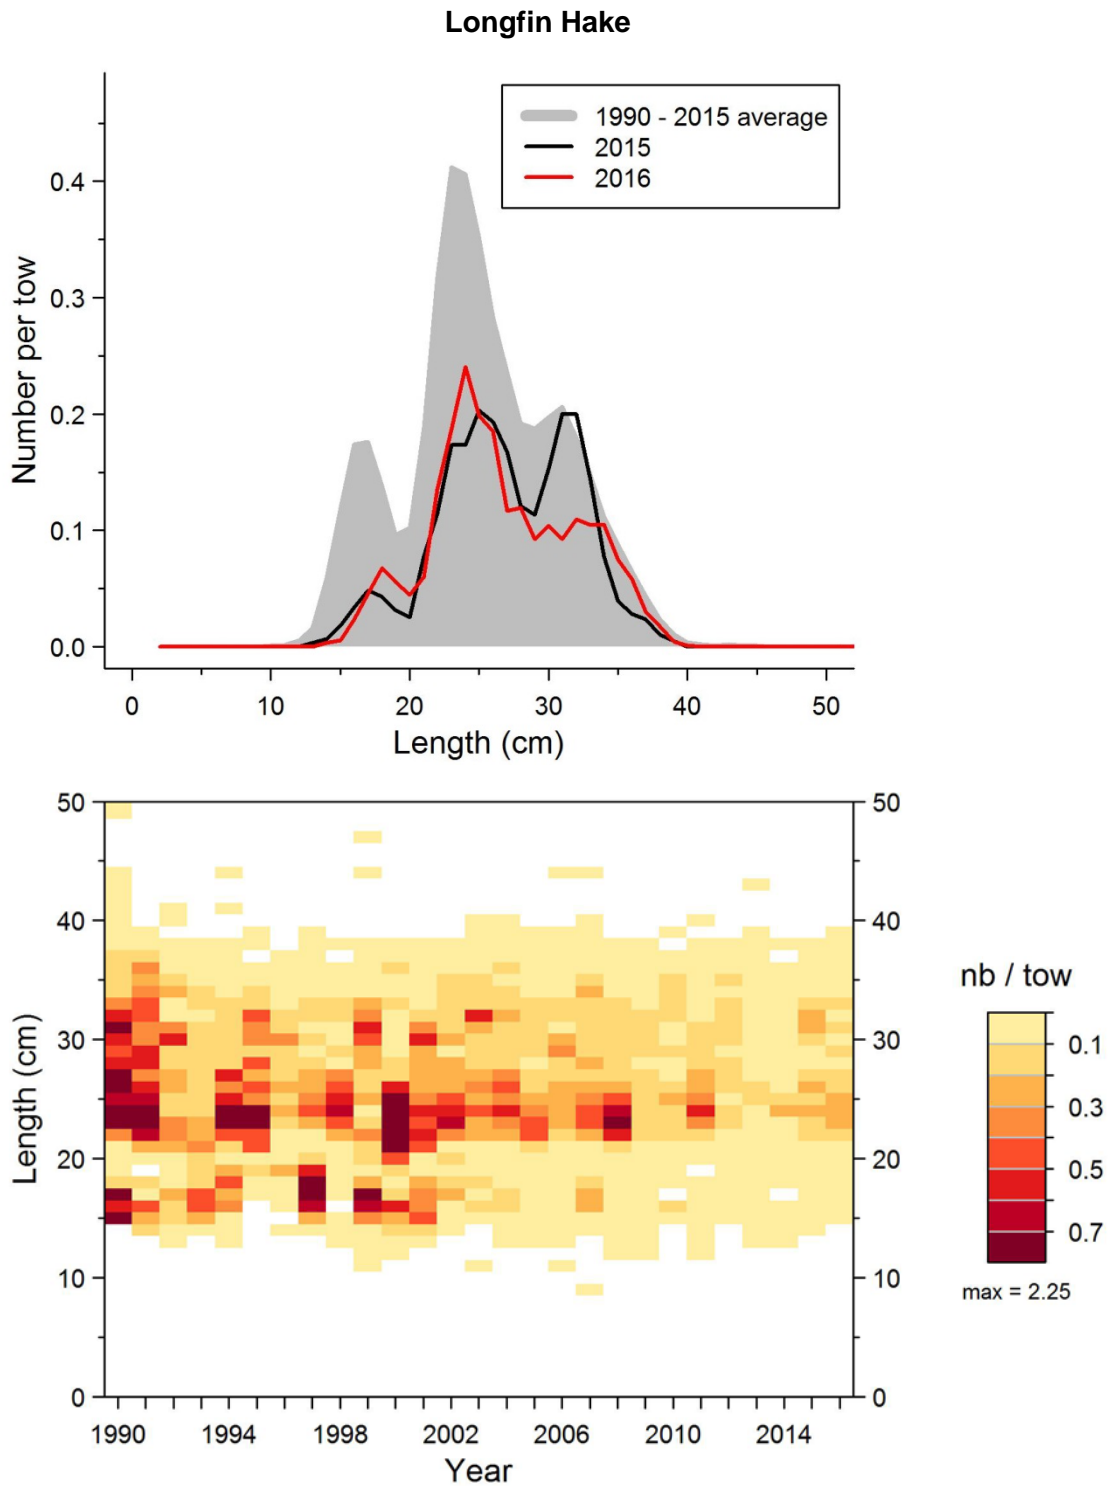 Longfin Hake
1990 - 2015 average
2015
2016
Number per tow
0.4
0.3
0.2
0.1
0.0
0 10 20 30 40 50
Length (cm)
50 50
40 40
30 30
20 20
10 10
0 0
Length (cm)
1990 1994 1998 2002 2006 2010 2014
Year
nb / tow
0.1
0.3
0.5
0.7
max = 2.25